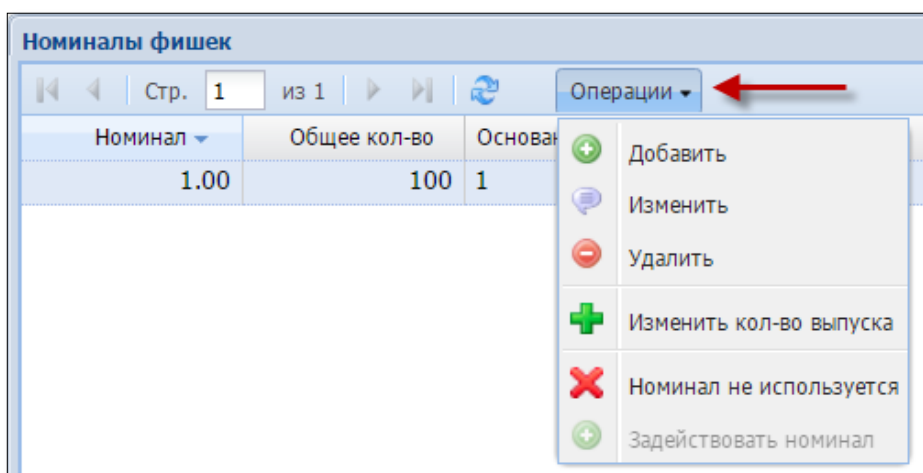 Номиналы фишек
Стр. 1 из 1 Операции
Номинал Общее кол-во
1.00 100 1
Добавить
Изменить
Удалить
Изменить кол-во выпуска
Номинал не используется
Задействовать номинал